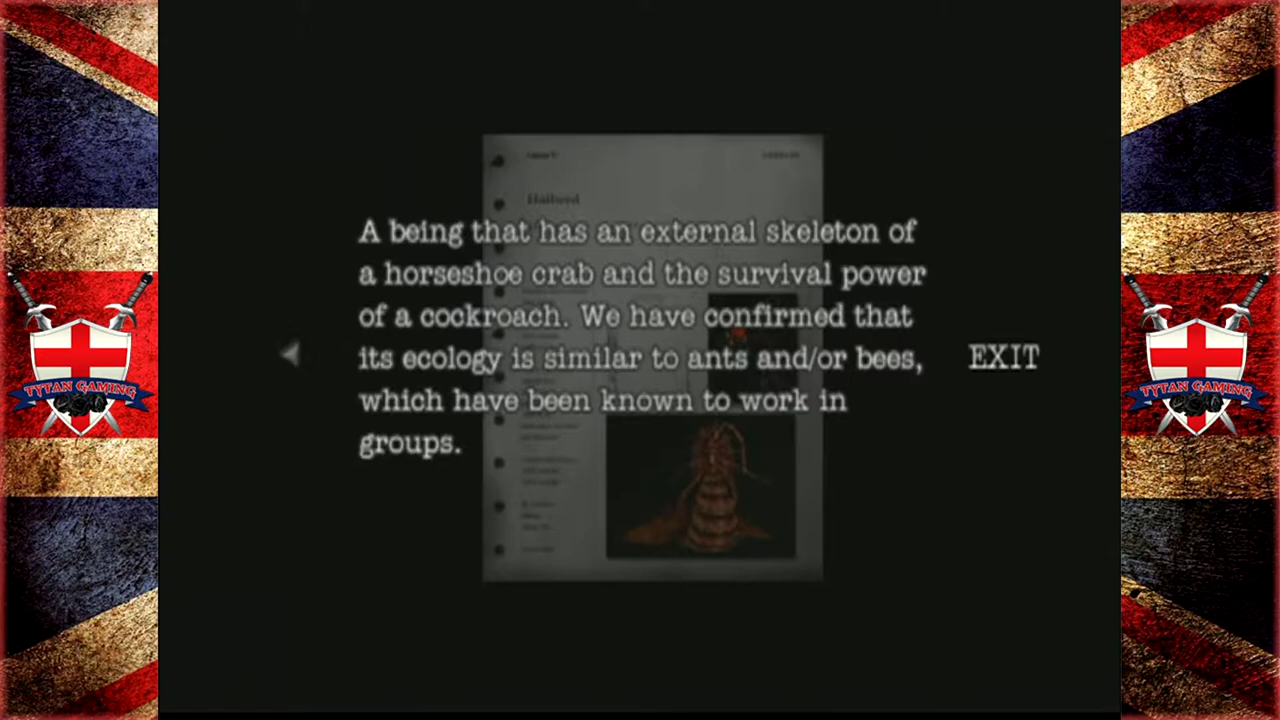 Halberd
A being that has an external skeleton of
a horseshoe crab and the survival power
of a cockroach. We have confirmed that
its ecology is similar to ants and/or bees,
which have been known to work in
groups.
EXIT
TYTAN GAMING
TYTAN GAMING